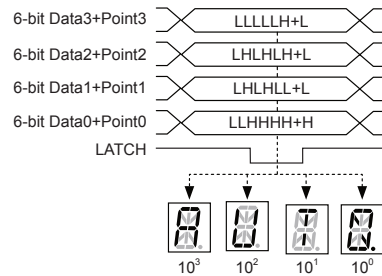 6-bit Data3+Point3 LLLLLH+L
6-bit Data2+Point2 LHLHLH+L
6-bit Data1+Point1 LHLHLL+L
6-bit Data0+Point0 LLHHHH+H
LATCH
A U T O.
10³ 10² 10¹ 10⁰